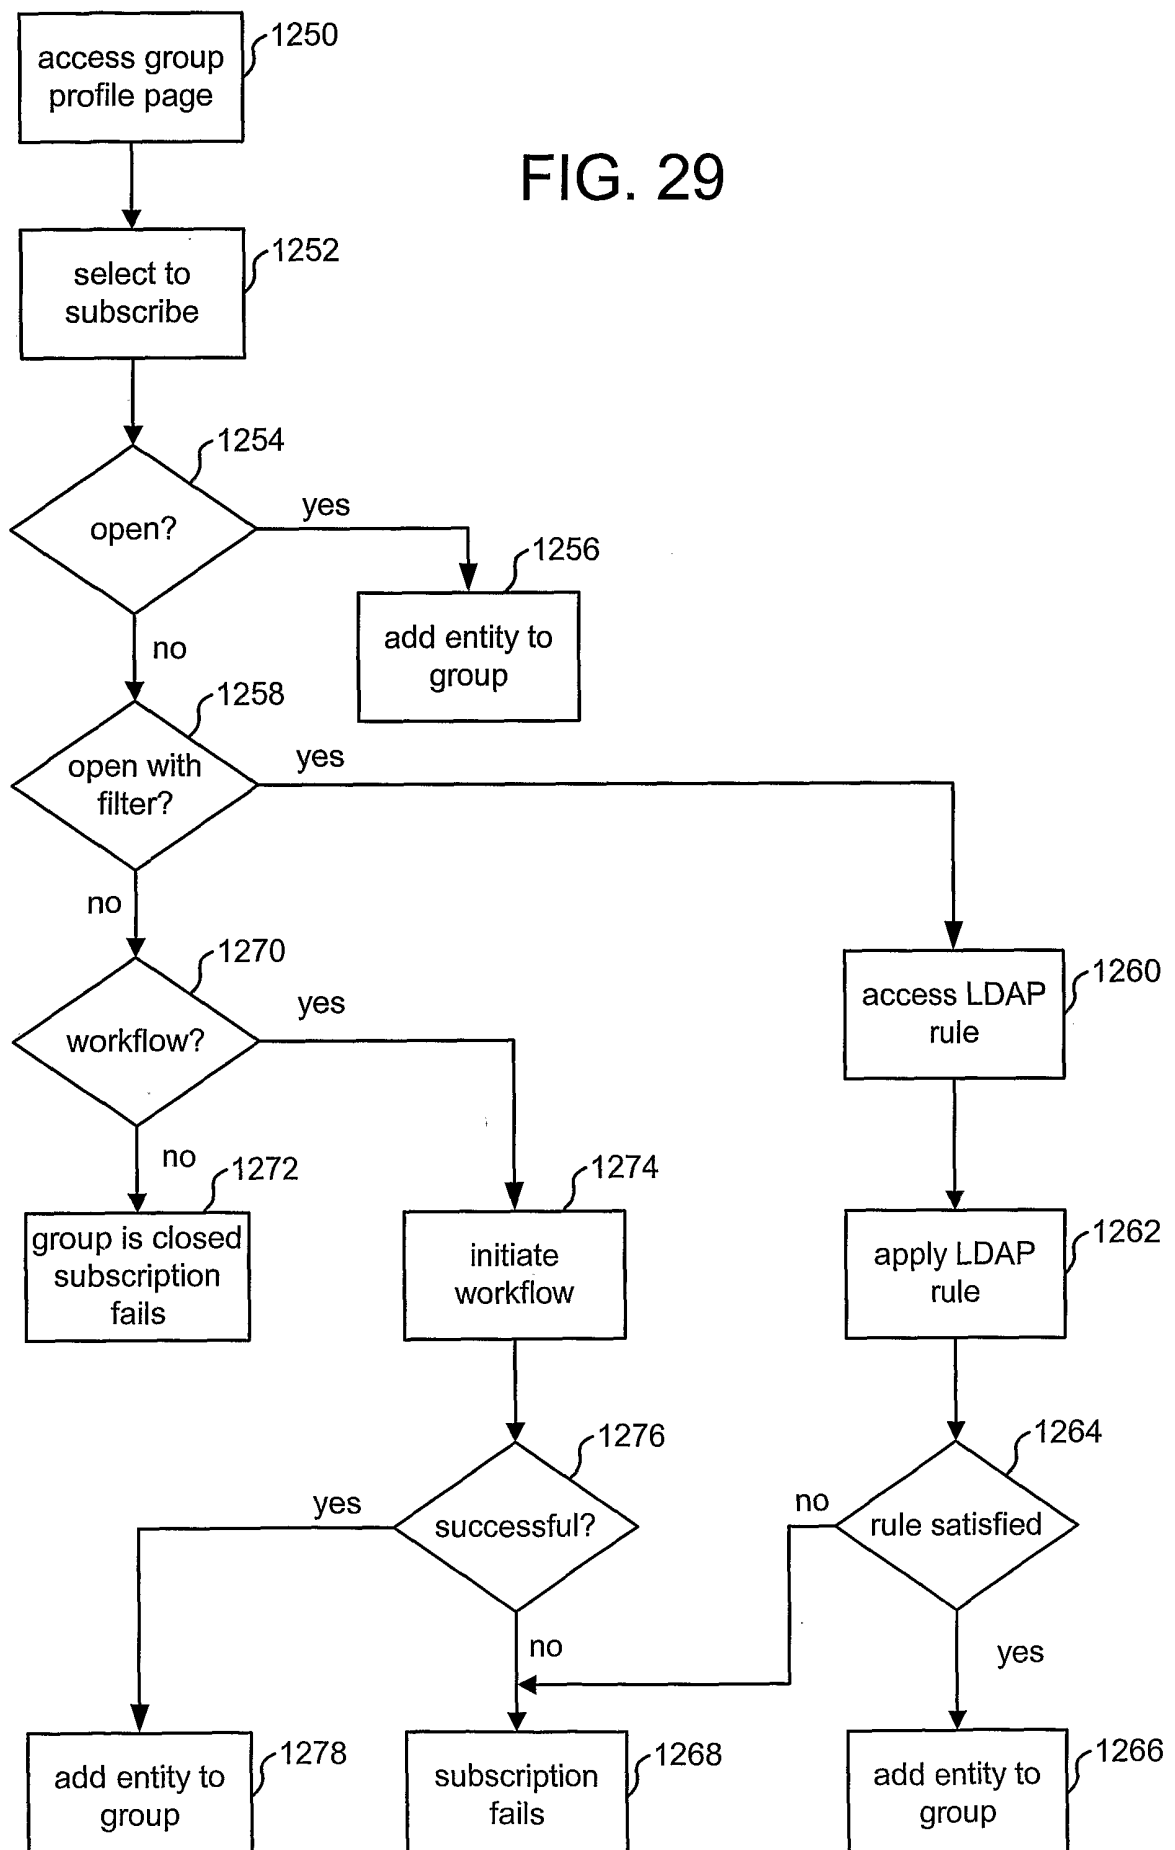 access group
profile page
1250
FIG. 29
select to
subscribe
1252
1254
open?
yes
no
1256
add entity to
group
1258
open with
filter?
yes
no
1270
workflow?
yes
no
1260
access LDAP
rule
1272
group is closed
subscription
fails
1274
initiate
workflow
1262
apply LDAP
rule
1276
successful?
yes
no
1264
rule satisfied
no
yes
1278
add entity to
group
1268
subscription
fails
1266
add entity to
group